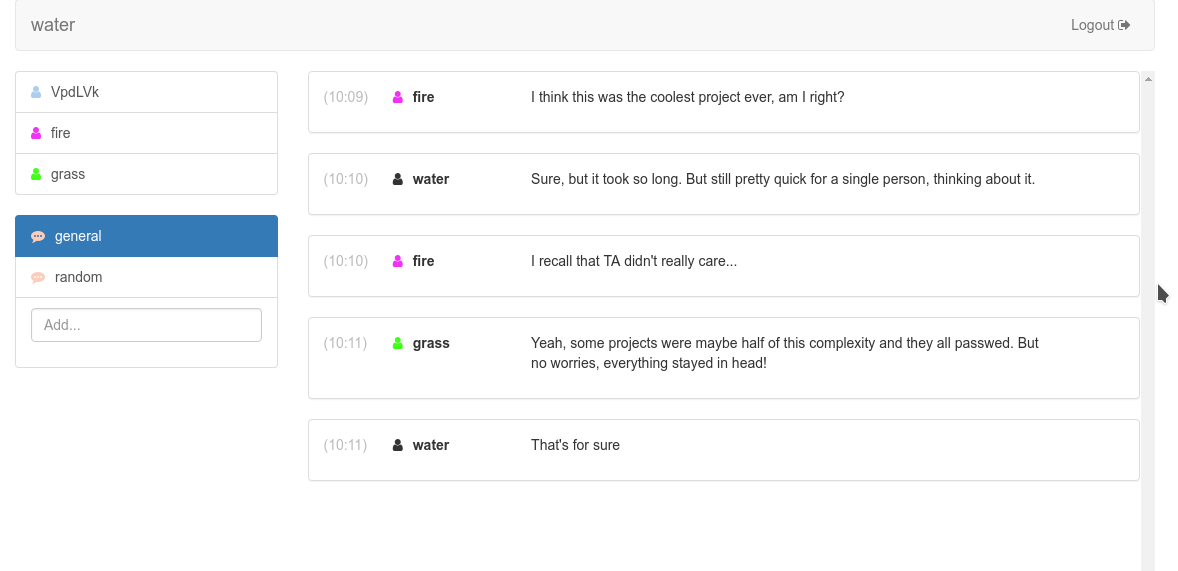 water
Logout
VpdLVk
fire
grass
general
random
Add...
(10:09) fire I think this was the coolest project ever, am I right?
(10:10) water Sure, but it took so long. But still pretty quick for a single person, thinking about it.
(10:10) fire I recall that TA didn't really care...
(10:11) grass Yeah, some projects were maybe half of this complexity and they all passwed. But
no worries, everything stayed in head!
(10:11) water That's for sure